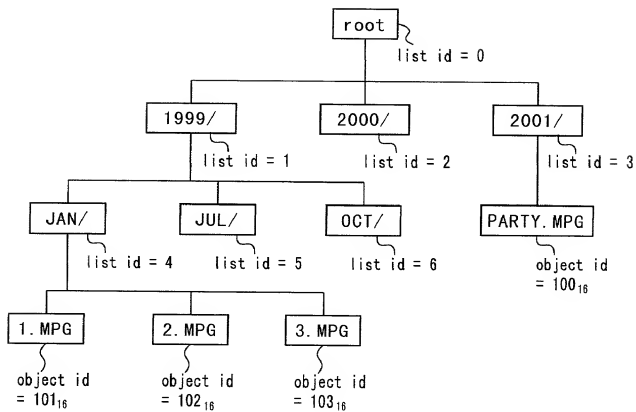 root
list id = 0
1999/
2000/
2001/
list id = 1
list id = 2
list id = 3
JAN/
JUL/
OCT/
PARTY.MPG
list id = 4
list id = 5
list id = 6
object id
= 100₁₆
1.MPG
2.MPG
3.MPG
object id
= 101₁₆
object id
= 102₁₆
object id
= 103₁₆